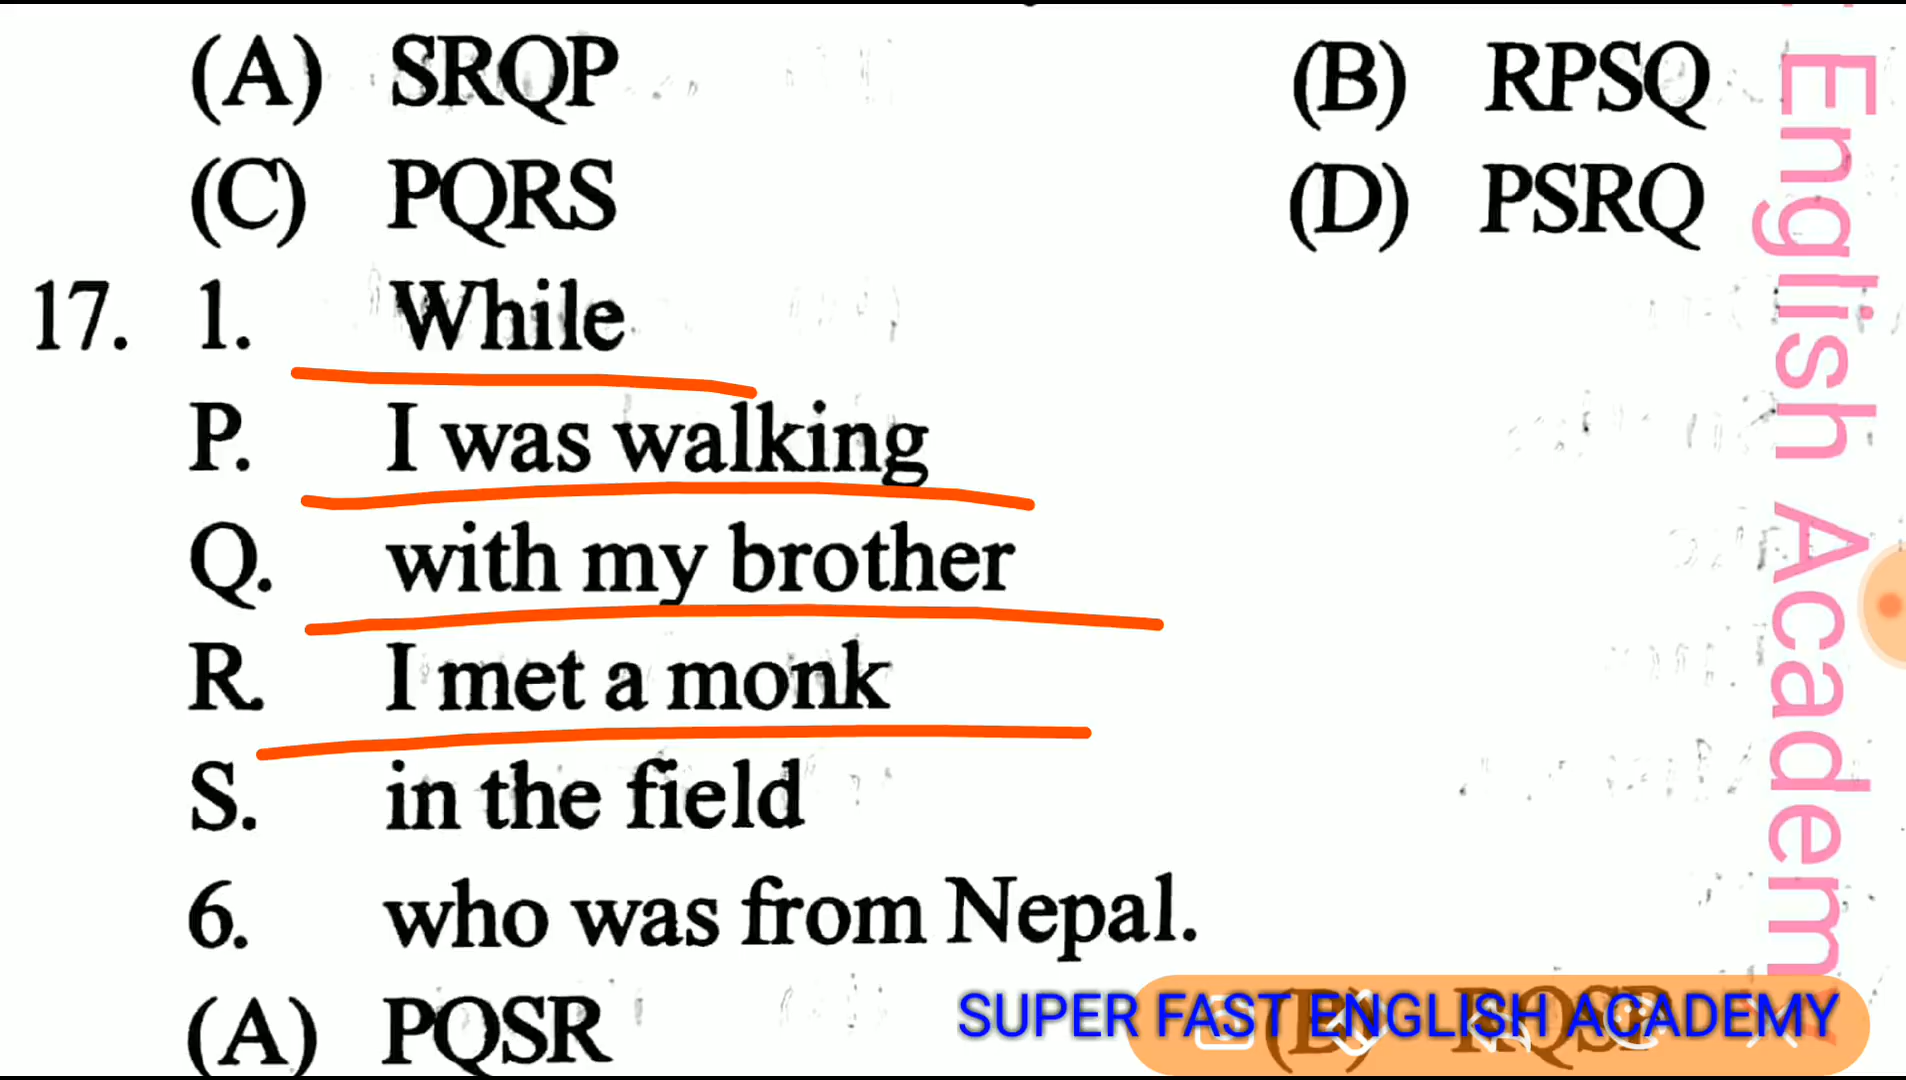 (A) SRQP (B) RPSQ
(C) PQRS (D) PSRQ
17. 1. While
P. I was walking
Q. with my brother
R. I met a monk
S. in the field
6. who was from Nepal.
(A) PQSR (B) RQSP
SUPER FAST ENGLISH ACADEMY
English Academ